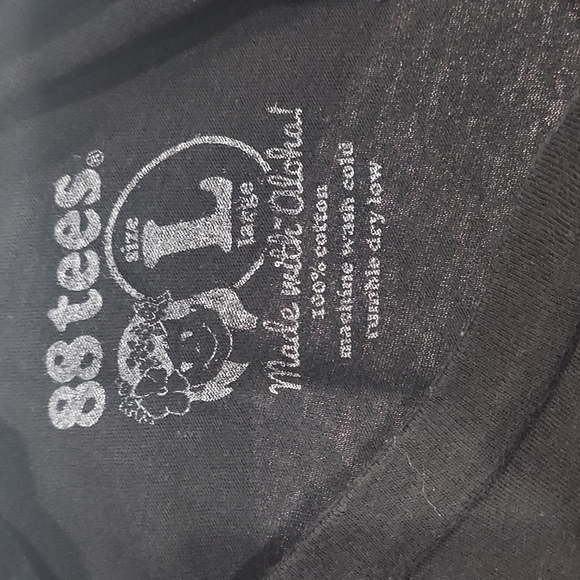 88 tees.®
size
L
large
Made with Aloha!
100% cotton
machine wash cold
tumble dry low